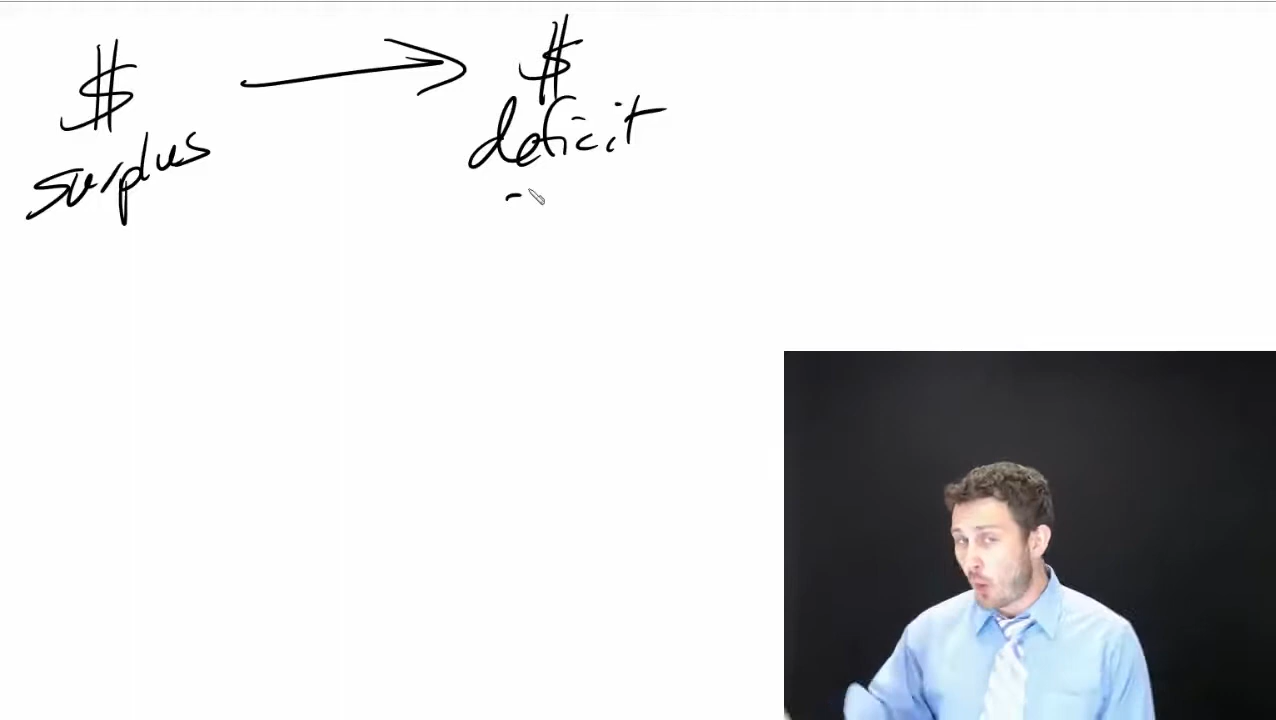 $ → $
surplus deficit
-